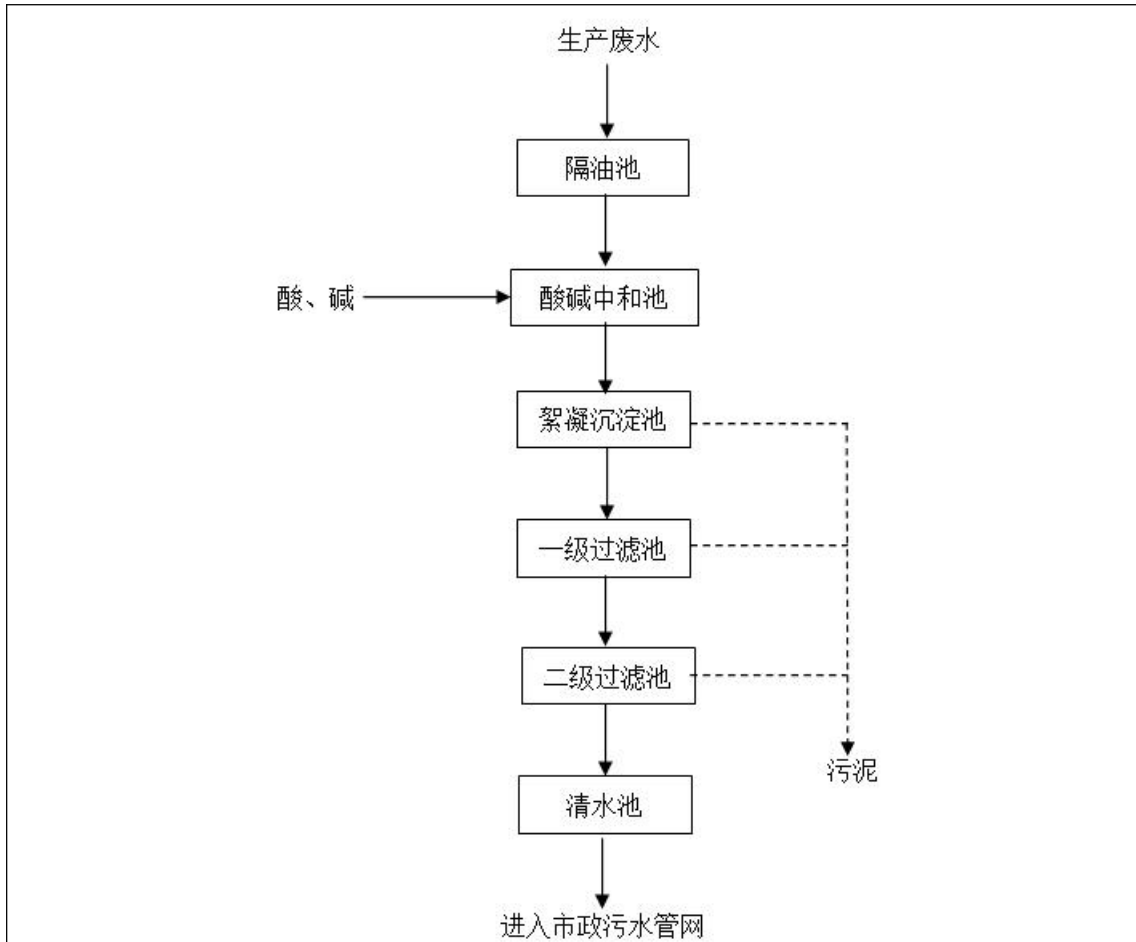 生产废水
隔油池
酸、碱
酸碱中和池
絮凝沉淀池
一级过滤池
二级过滤池
污泥
清水池
进入市政污水管网